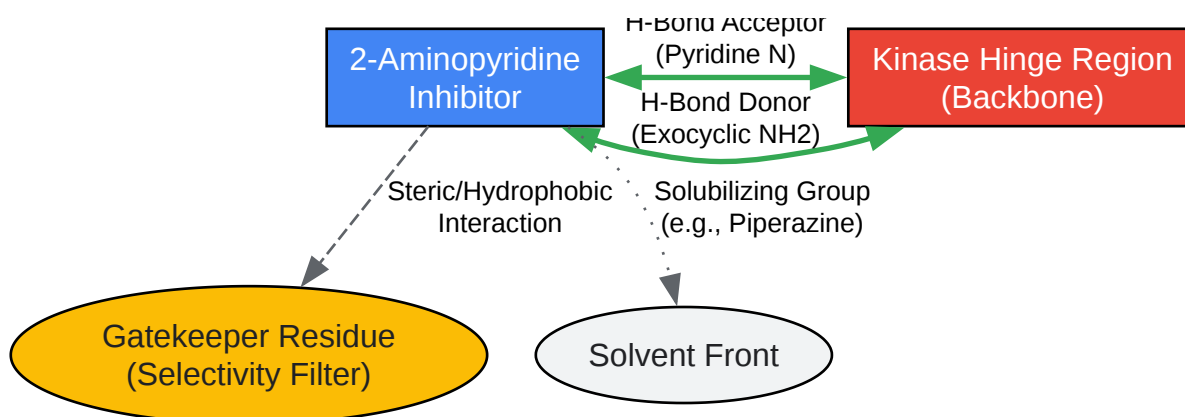 H-Bond Acceptor
(Pyridine N)
2-Aminopyridine
Inhibitor
Kinase Hinge Region
(Backbone)
H-Bond Donor
(Exocyclic NH2)
Steric/Hydrophobic
Interaction
Solubilizing Group
(e.g., Piperazine)
Gatekeeper Residue
(Selectivity Filter)
Solvent Front